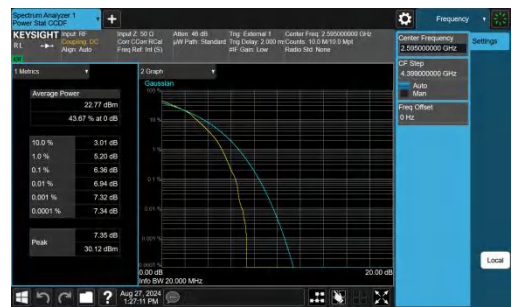 Spectrum Analyzer 1
Power Stat CCDF
Frequency
KEYSIGHT
RL
Input: RF
Coupling: DC
Align: Auto
Input Z: 50 Ω
Corr CCorr RCal
Freq Ref: Int (S)
Atten: 46 dB
µW Path: Standard
Trig: External 1
Trig Delay: 2.000 m
#IF Gain: Low
Center Freq: 2.595000000 GHz
Counts: 10.0 M/10.0 Mpt
Radio Std: None
Center Frequency
2.595000000 GHz
Settings
CF Step
4.399000000 GHz
Auto
Man
Freq Offset
0 Hz
1 Metrics
Average Power
22.77 dBm
43.67 % at 0 dB
10.0 % 3.01 dB
1.0 % 5.20 dB
0.1 % 6.36 dB
0.01 % 6.94 dB
0.001 % 7.32 dB
0.0001 % 7.34 dB
Peak
7.35 dB
30.12 dBm
2 Graph
Gaussian
100 %
10 %
1 %
0.1 %
0.01 %
0.001 %
0.0001 %
0.00 dB
20.00 dB
Info BW 20.000 MHz
Local
Aug 27, 2024
1:27:11 PM